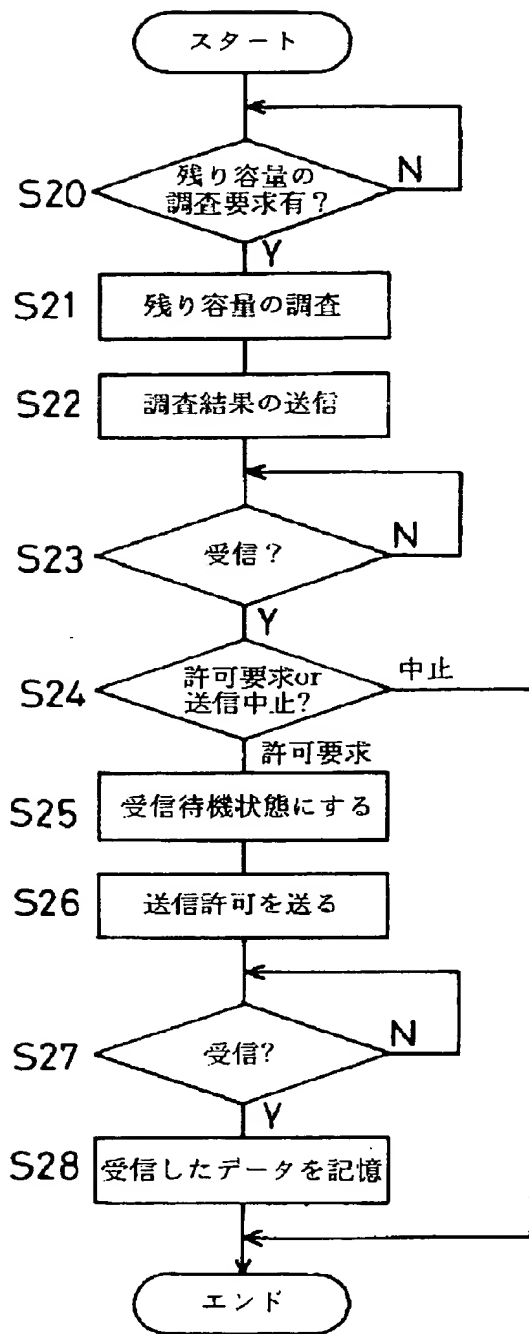 スタート
残り容量の
調査要求有?
N
S20
Y
残り容量の調査
S21
調査結果の送信
S22
受信?
N
S23
Y
許可要求or
送信中止?
中止
S24
許可要求
受信待機状態にする
S25
送信許可を送る
S26
受信?
N
S27
Y
受信したデータを記憶
S28
エンド